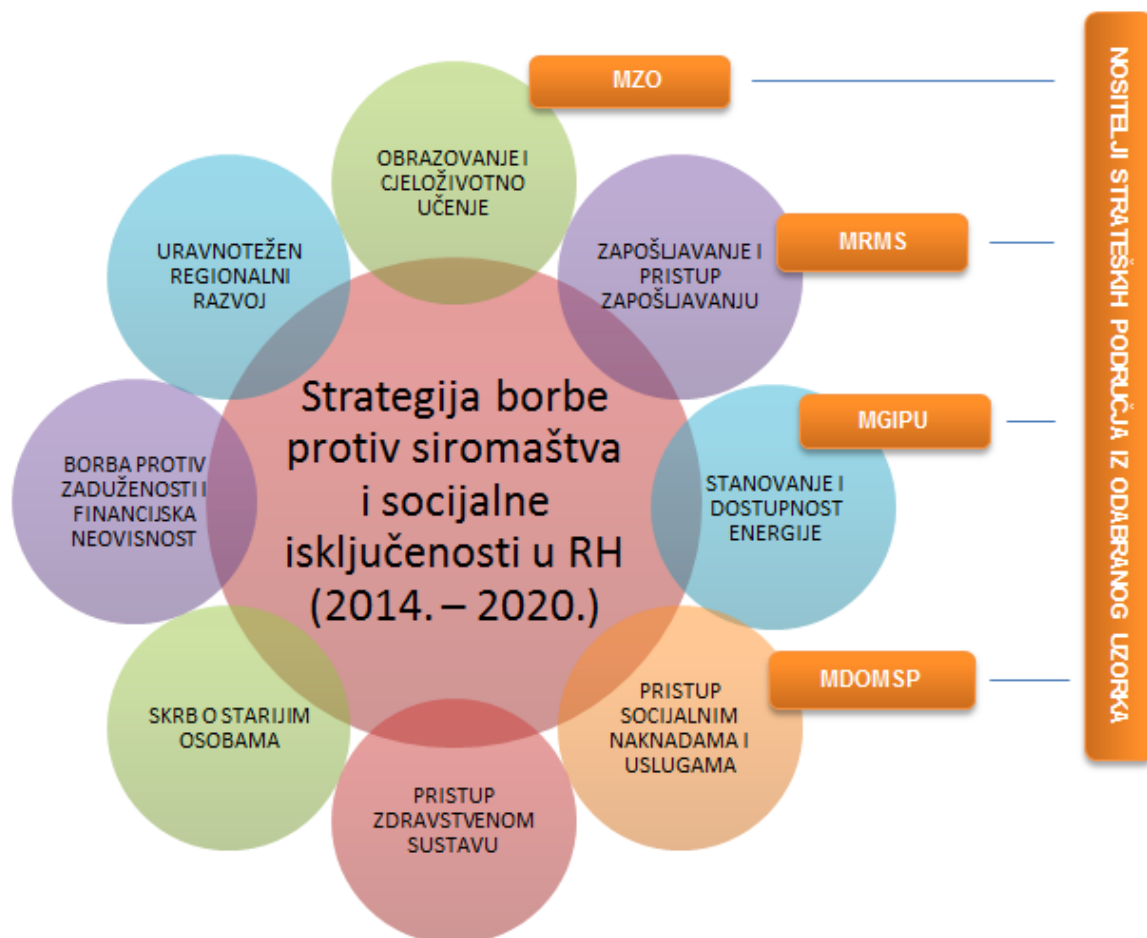 MZO
OBRAZOVANJE I
CJELOŽIVOTNO
UČENJE
MRMS
ZAPOŠLJAVANJE I
PRISTUP
ZAPOŠLJAVANJU
MGIPU
STANOVANJE I
DOSTUPNOST
ENERGIJE
MDOMSP
PRISTUP
SOCIJALNIM
NAKNADAMA I
USLUGAMA
PRISTUP
ZDRAVSTVENOM
SUSTAVU
SKRB O STARIJIM
OSOBAMA
BORBA PROTIV
ZADUŽENOSTI I
FINANCIJSKA
NEOVISNOST
URAVNOTEŽEN
REGIONALNI
RAZVOJ
Strategija borbe
protiv siromaštva
i socijalne
isključenosti u RH
(2014. – 2020.)
NOSITELJI STRATEŠKIH PODRUČJA IZ ODABRANOG UZORKA